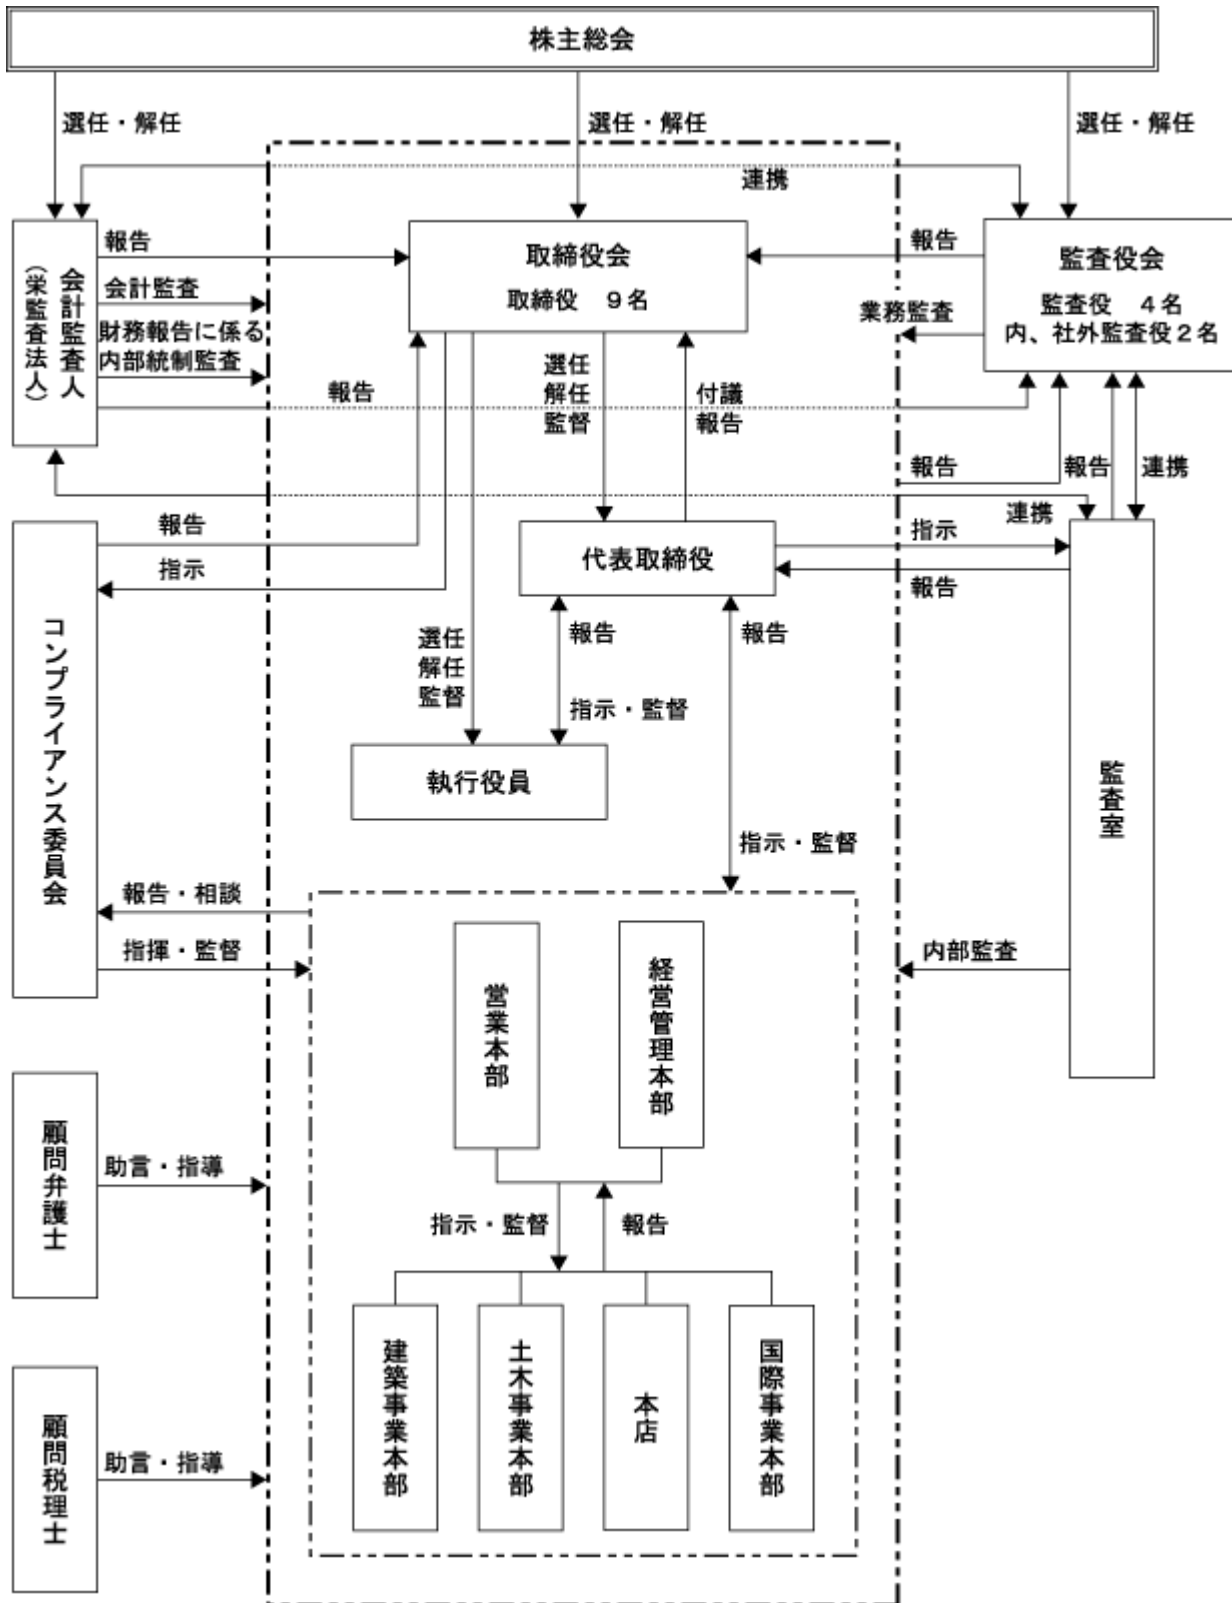 株主総会
選任・解任
選任・解任
選任・解任
連携
会計監査人
(栄監査法人)
報告
会計監査
財務報告に係る
内部統制監査
取締役会
取締役 9名
報告
業務監査
監査役会
監査役 4名
内、社外監査役2名
報告
選任
解任
監督
付議
報告
報告
報告
連携
連携
報告
指示
代表取締役
指示
報告
コンプライアンス委員会
選任
解任
監督
報告
指示・監督
報告
指示・監督
執行役員
監査室
報告・相談
指揮・監督
内部監査
営業本部
経営管理本部
顧問弁護士
助言・指導
指示・監督
報告
建築事業本部
土木事業本部
本店
国際事業本部
顧問税理士
助言・指導